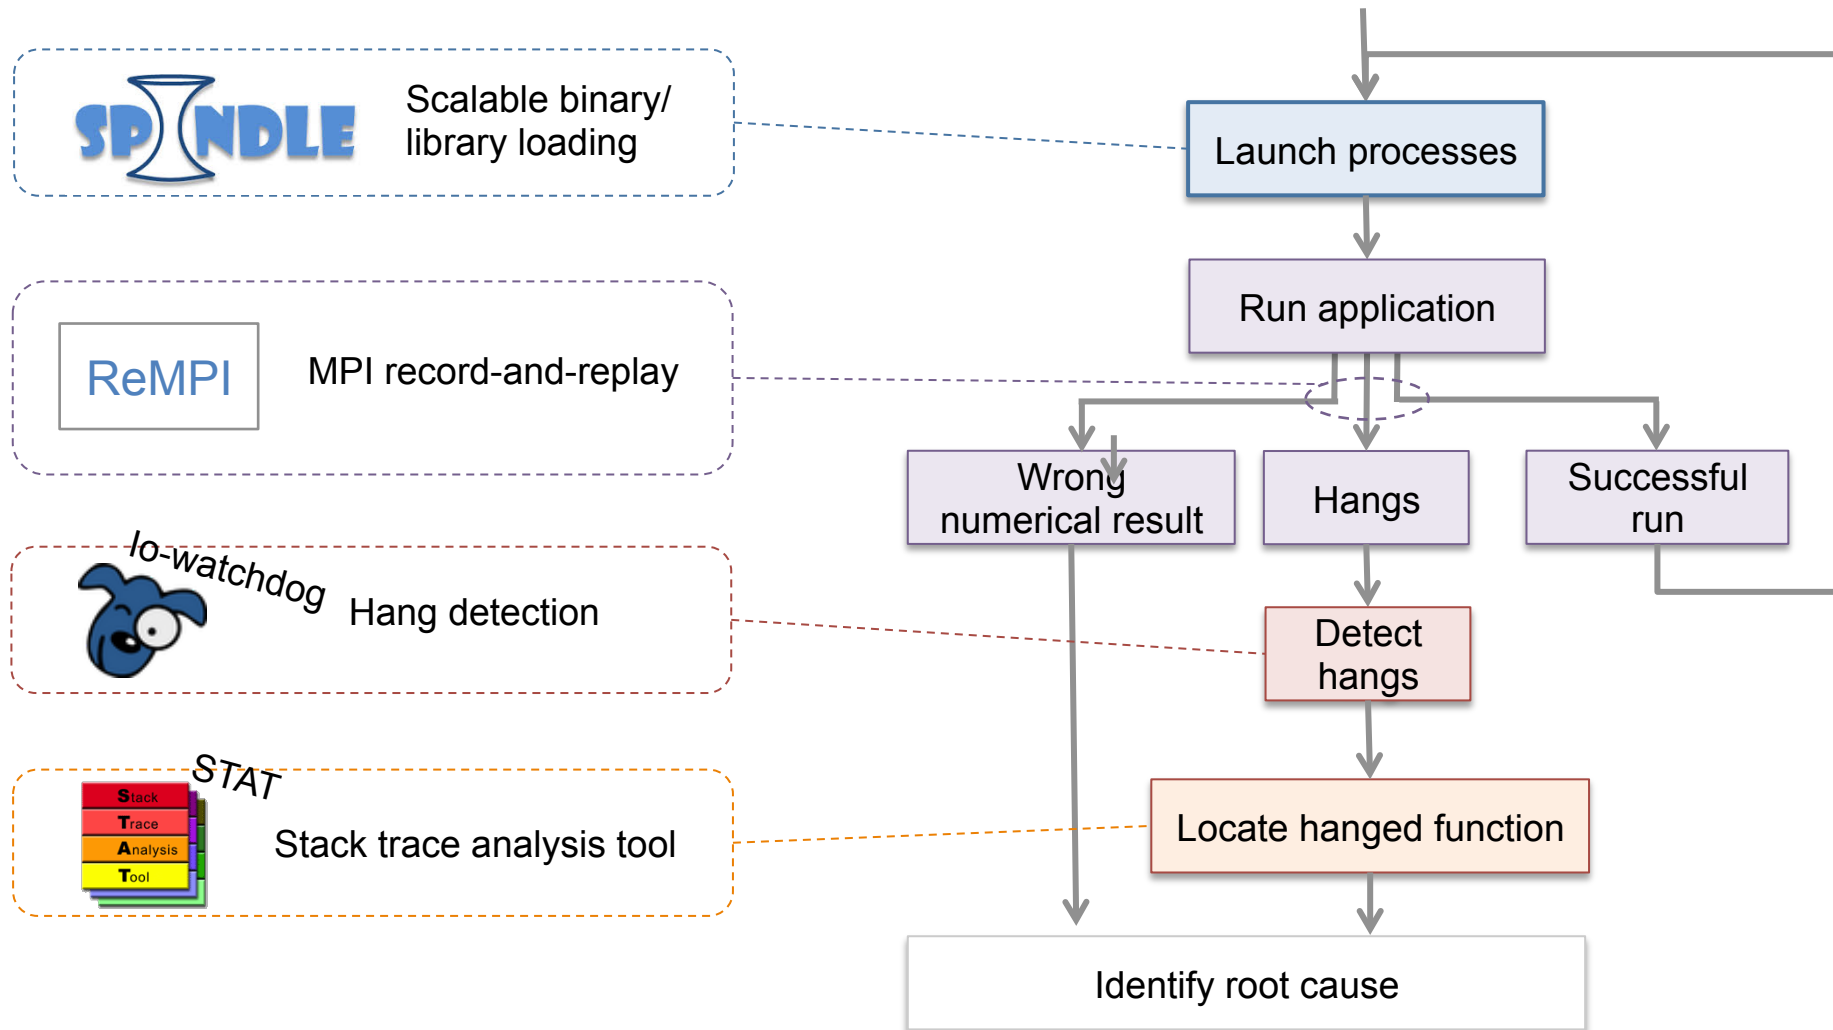 SPINDLE
Scalable binary/
library loading
Launch processes
Run application
ReMPI
MPI record-and-replay
Wrong
numerical result
Hangs
Successful
run
Io-watchdog
Hang detection
Detect
hangs
STAT
Stack
Trace
Analysis
Tool
Stack trace analysis tool
Locate hanged function
Identify root cause